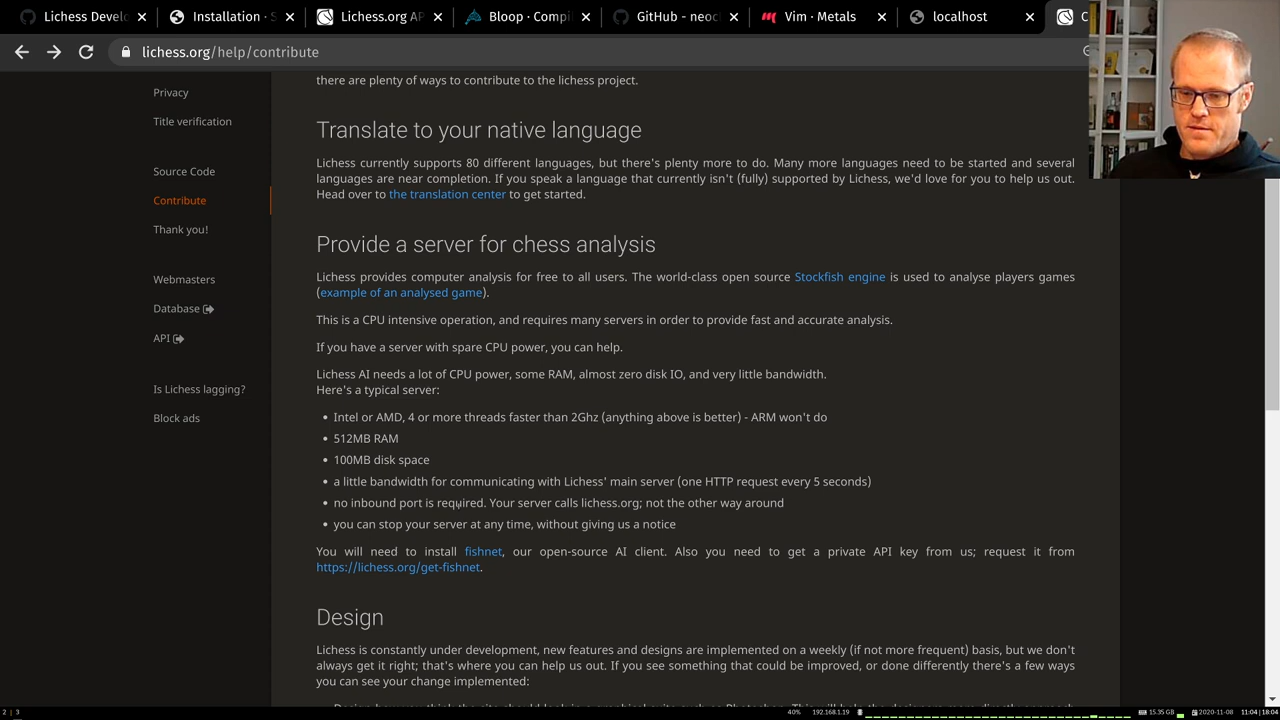 Lichess Devel
Installation · S
Lichess.org AP
Bloop · Compi
GitHub - neoc
Vim · Metals
localhost
C
lichess.org/help/contribute
there are plenty of ways to contribute to the lichess project.
Privacy
Title verification
Source Code
Contribute
Thank you!
Webmasters
Database
API
Is Lichess lagging?
Block ads
Translate to your native language
Lichess currently supports 80 different languages, but there's plenty more to do. Many more languages need to be started and several
languages are near completion. If you speak a language that currently isn't (fully) supported by Lichess, we'd love for you to help us out.
Head over to the translation center to get started.
Provide a server for chess analysis
Lichess provides computer analysis for free to all users. The world-class open source Stockfish engine is used to analyse players games
(example of an analysed game).
This is a CPU intensive operation, and requires many servers in order to provide fast and accurate analysis.
If you have a server with spare CPU power, you can help.
Lichess AI needs a lot of CPU power, some RAM, almost zero disk IO, and very little bandwidth.
Here's a typical server:
• Intel or AMD, 4 or more threads faster than 2Ghz (anything above is better) - ARM won't do
• 512MB RAM
• 100MB disk space
• a little bandwidth for communicating with Lichess' main server (one HTTP request every 5 seconds)
• no inbound port is required. Your server calls lichess.org; not the other way around
• you can stop your server at any time, without giving us a notice
You will need to install fishnet, our open-source AI client. Also you need to get a private API key from us; request it from
https://lichess.org/get-fishnet.
Design
Lichess is constantly under development, new features and designs are implemented on a weekly (if not more frequent) basis, but we don't
always get it right; that's where you can help us out. If you see something that could be improved, or done differently there's a few ways
you can see your change implemented:
2 | 3
40%
192.168.1.19
15.35 GB
2020-11-08
11:04 | 18:04